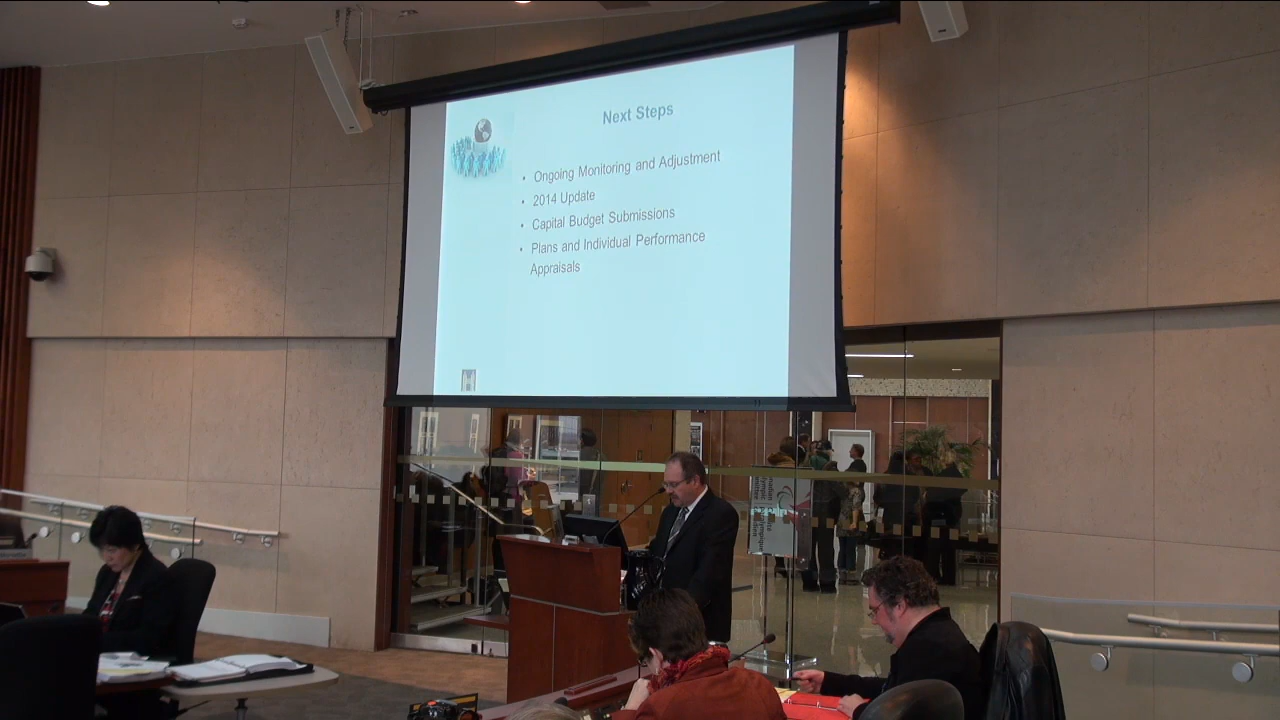 Next Steps
• Ongoing Monitoring and Adjustment
• 2014 Update
• Capital Budget Submissions
• Plans and Individual Performance
Appraisals